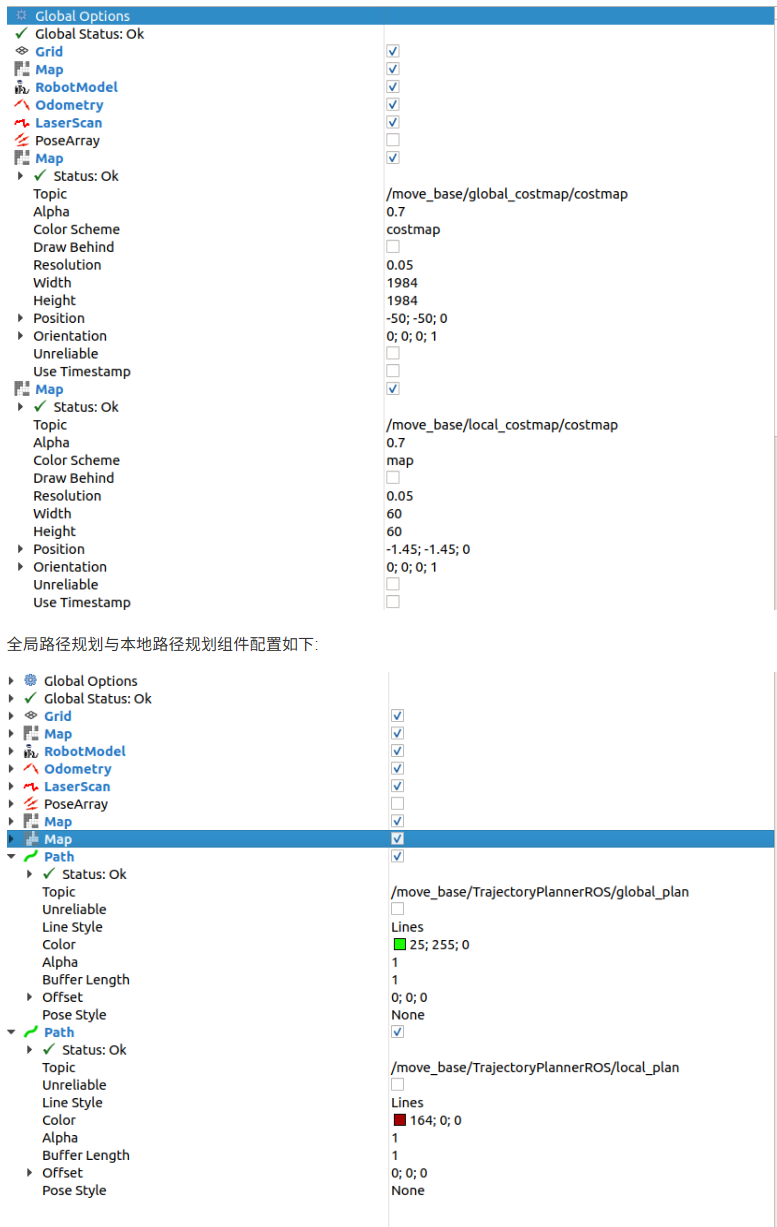 Global Options
Global Status: Ok
Grid
Map
RobotModel
Odometry
LaserScan
PoseArray
Map
Status: Ok
Topic /move_base/global_costmap/costmap
Alpha 0.7
Color Scheme costmap
Draw Behind
Resolution 0.05
Width 1984
Height 1984
Position -50; -50; 0
Orientation 0; 0; 0; 1
Unreliable
Use Timestamp
Map
Status: Ok
Topic /move_base/local_costmap/costmap
Alpha 0.7
Color Scheme map
Draw Behind
Resolution 0.05
Width 60
Height 60
Position -1.45; -1.45; 0
Orientation 0; 0; 0; 1
Unreliable
Use Timestamp
全局路径规划与本地路径规划组件配置如下:
Global Options
Global Status: Ok
Grid
Map
RobotModel
Odometry
LaserScan
PoseArray
Map
Map
Path
Status: Ok
Topic /move_base/TrajectoryPlannerROS/global_plan
Unreliable
Line Style Lines
Color 25; 255; 0
Alpha 1
Buffer Length 1
Offset 0; 0; 0
Pose Style None
Path
Status: Ok
Topic /move_base/TrajectoryPlannerROS/local_plan
Unreliable
Line Style Lines
Color 164; 0; 0
Alpha 1
Buffer Length 1
Offset 0; 0; 0
Pose Style None